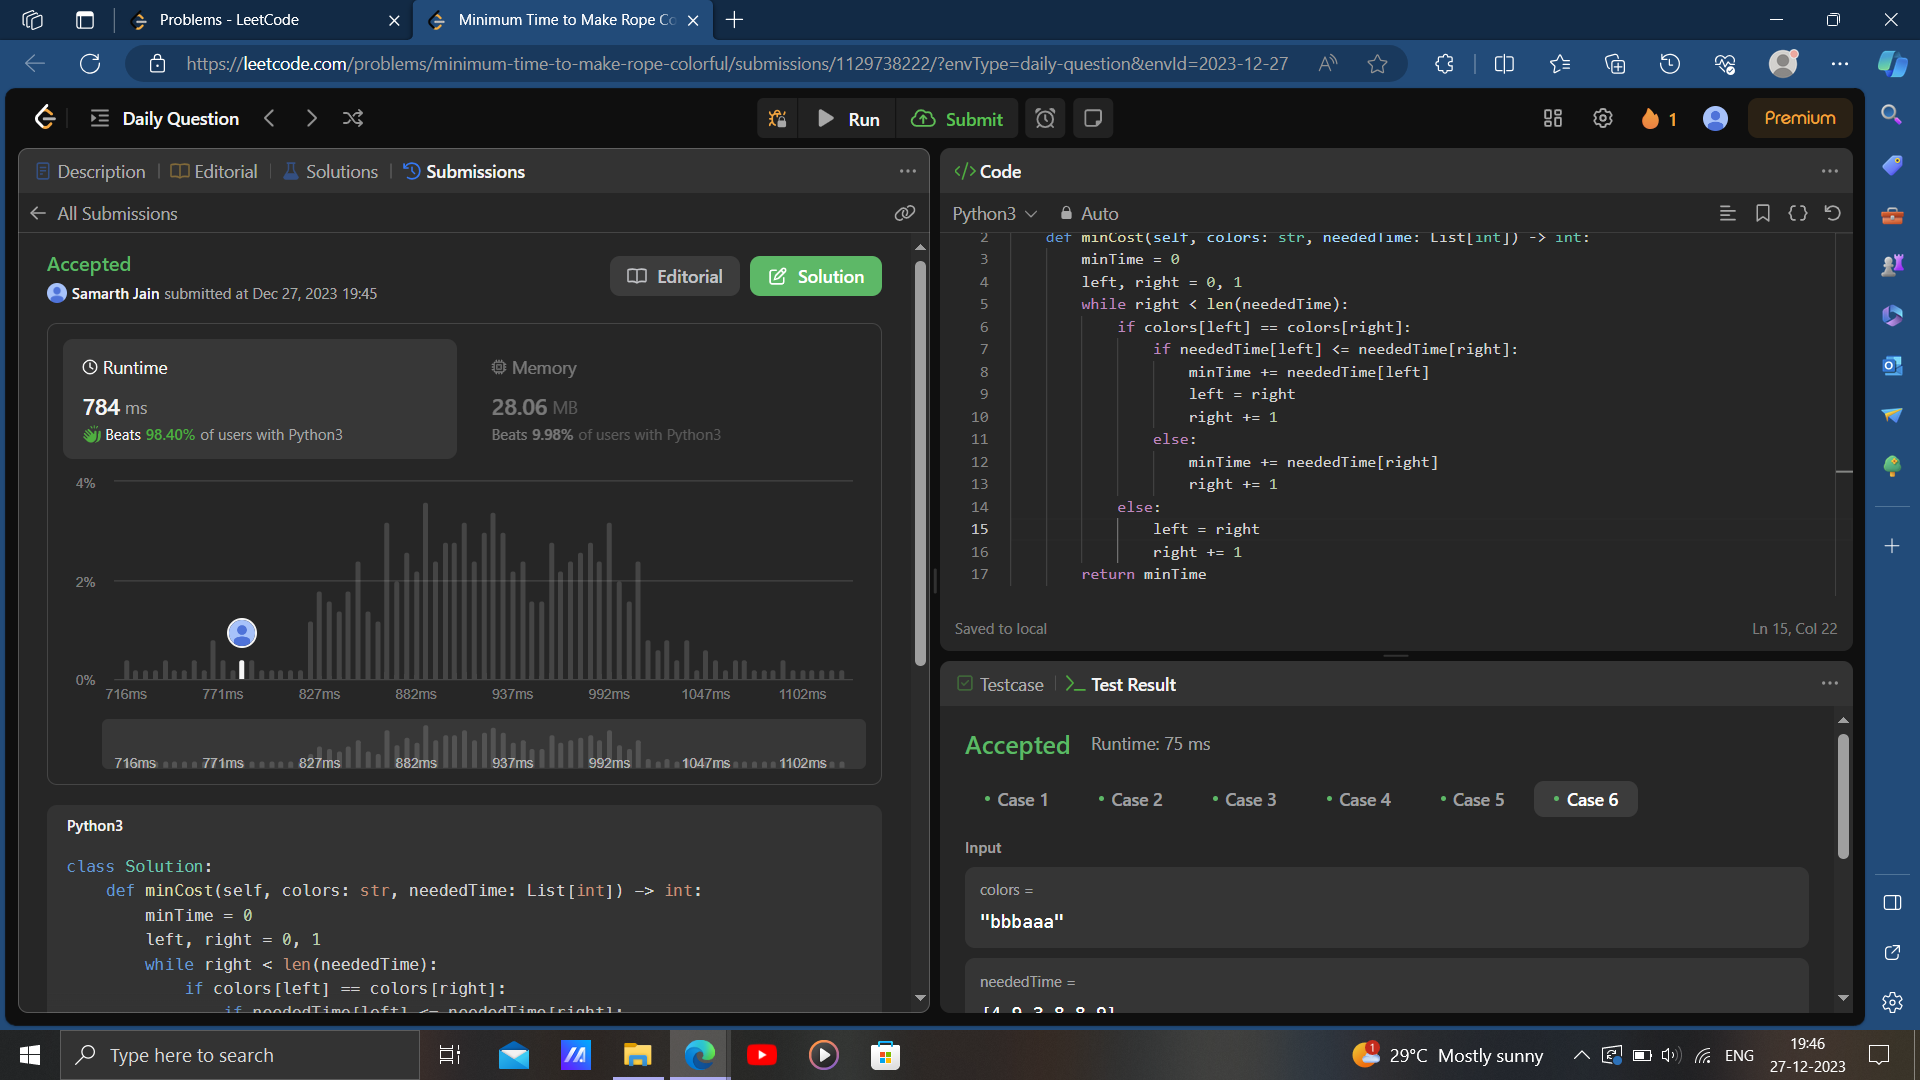 Problems - LeetCode
Minimum Time to Make Rope Co
https://leetcode.com/problems/minimum-time-to-make-rope-colorful/submissions/1129738222/?envType=daily-question&envId=2023-12-27
Daily Question
Run
Submit
1
Premium
Description
Editorial
Solutions
Submissions
All Submissions
Accepted
Samarth Jain submitted at Dec 27, 2023 19:45
Editorial
Solution
Runtime
784 ms
Beats 98.40% of users with Python3
Memory
28.06 MB
Beats 9.98% of users with Python3
4%
2%
0%
716ms 771ms 827ms 882ms 937ms 992ms 1047ms 1102ms
716ms 771ms 827ms 882ms 937ms 992ms 1047ms 1102ms
Python3
class Solution:
def minCost(self, colors: str, neededTime: List[int]) -> int:
minTime = 0
left, right = 0, 1
while right < len(neededTime):
if colors[left] == colors[right]:
if neededTime[left] <= neededTime[right]:
</> Code
Python3
Auto
2 def minCost(self, colors: str, neededTime: List[int]) -> int:
3 minTime = 0
4 left, right = 0, 1
5 while right < len(neededTime):
6 if colors[left] == colors[right]:
7 if neededTime[left] <= neededTime[right]:
8 minTime += neededTime[left]
9 left = right
10 right += 1
11 else:
12 minTime += neededTime[right]
13 right += 1
14 else:
15 left = right
16 right += 1
17 return minTime
Saved to local
Ln 15, Col 22
Testcase
Test Result
Accepted
Runtime: 75 ms
Case 1
Case 2
Case 3
Case 4
Case 5
Case 6
Input
colors =
"bbbaaa"
neededTime =
[4,9,3,8,8,9]
Type here to search
1
29°C Mostly sunny
ENG
19:46
27-12-2023